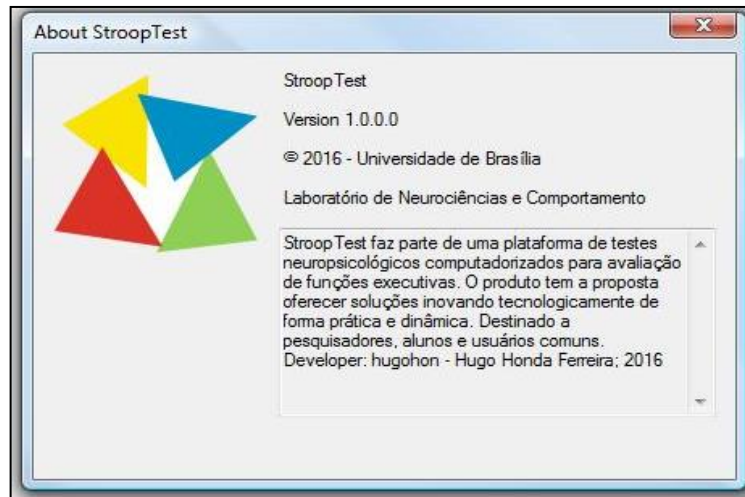 About StroopTest
StroopTest
Version 1.0.0.0
© 2016 - Universidade de Brasília
Laboratório de Neurociências e Comportamento
StroopTest faz parte de uma plataforma de testes
neuropsicológicos computadorizados para avaliação
de funções executivas. O produto tem a proposta
oferecer soluções inovando tecnologicamente de
forma prática e dinâmica. Destinado a
pesquisadores, alunos e usuários comuns.
Developer: hugohon - Hugo Honda Ferreira; 2016